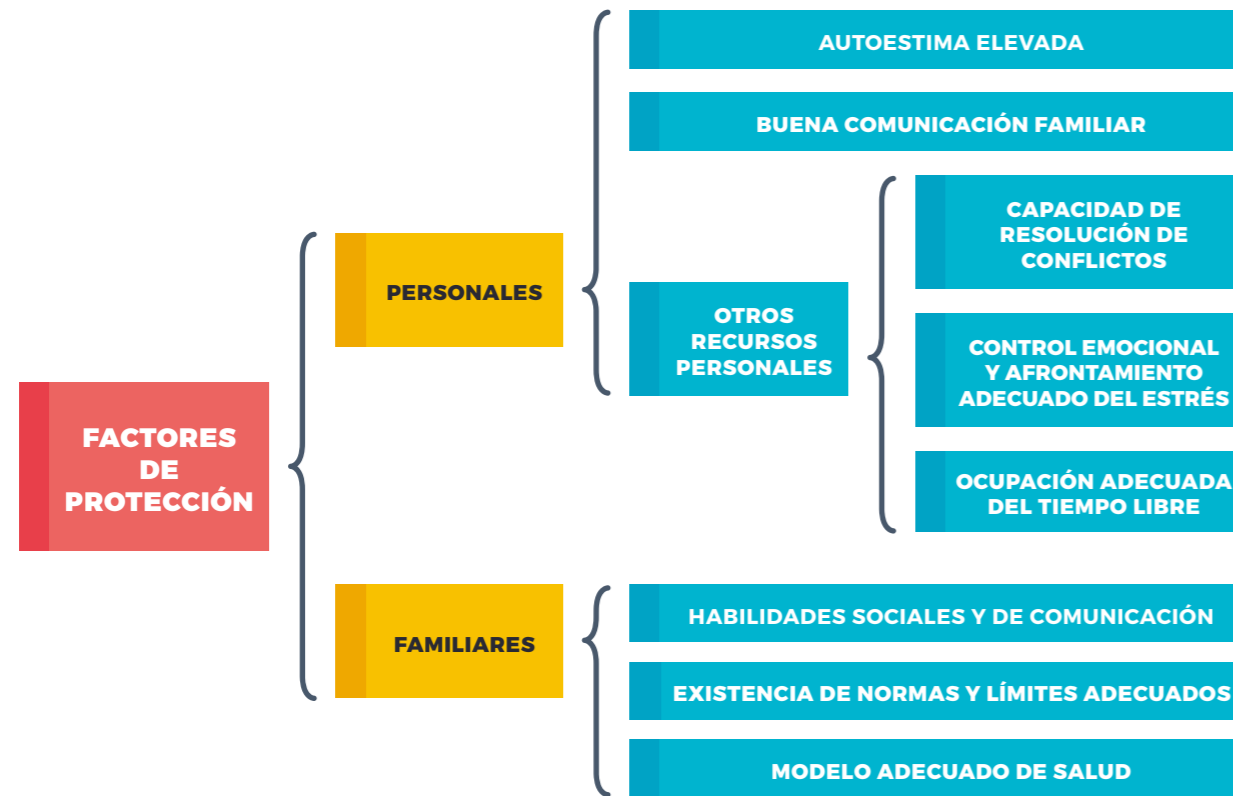 FACTORES
DE
PROTECCIÓN
PERSONALES
AUTOESTIMA ELEVADA
BUENA COMUNICACIÓN FAMILIAR
OTROS
RECURSOS
PERSONALES
CAPACIDAD DE
RESOLUCIÓN DE
CONFLICTOS
CONTROL EMOCIONAL
Y AFRONTAMIENTO
ADECUADO DEL ESTRÉS
OCUPACIÓN ADECUADA
DEL TIEMPO LIBRE
FAMILIARES
HABILIDADES SOCIALES Y DE COMUNICACIÓN
EXISTENCIA DE NORMAS Y LÍMITES ADECUADOS
MODELO ADECUADO DE SALUD